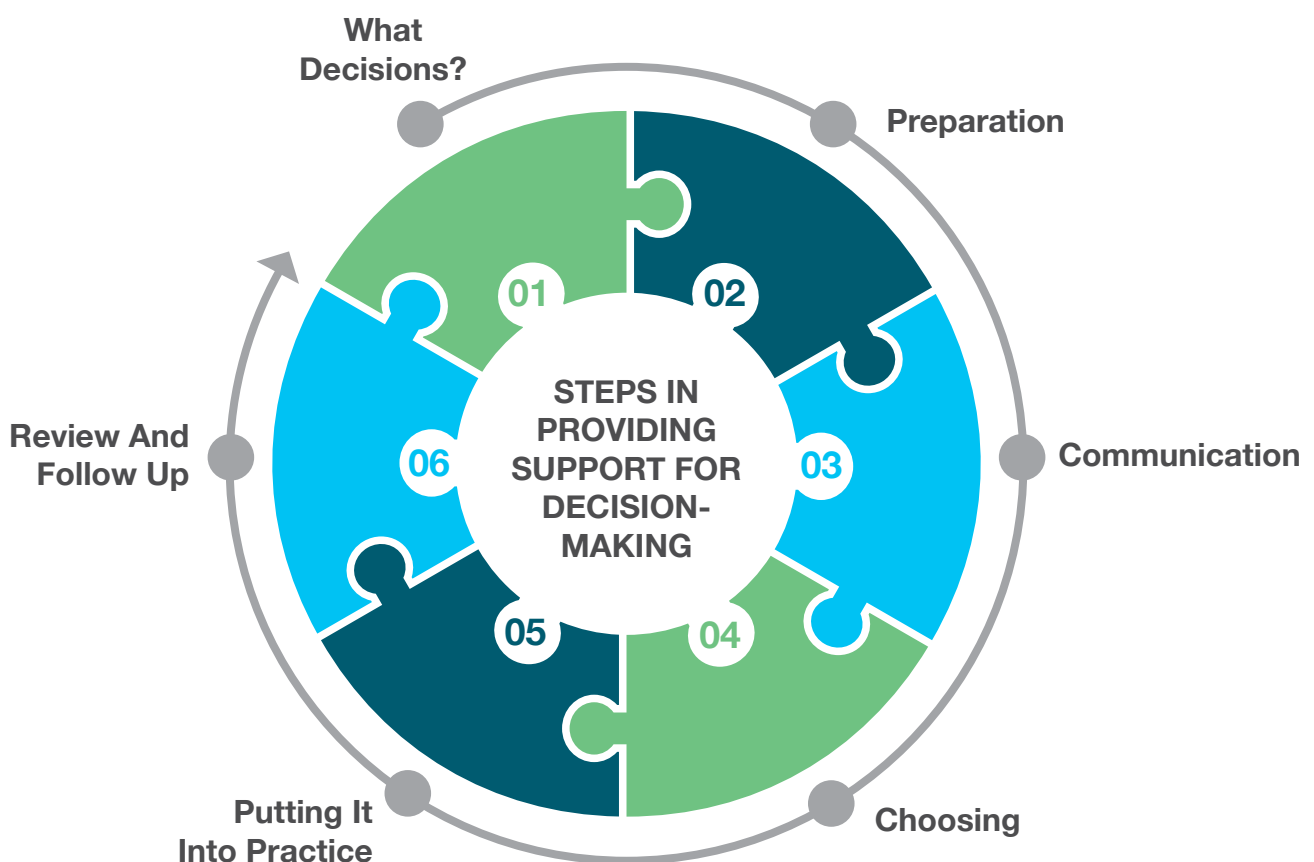 What
Decisions?
Preparation
01
02
STEPS IN
PROVIDING
SUPPORT FOR
DECISION-
MAKING
Review And
Follow Up
06
03
Communication
05
04
Putting It
Into Practice
Choosing